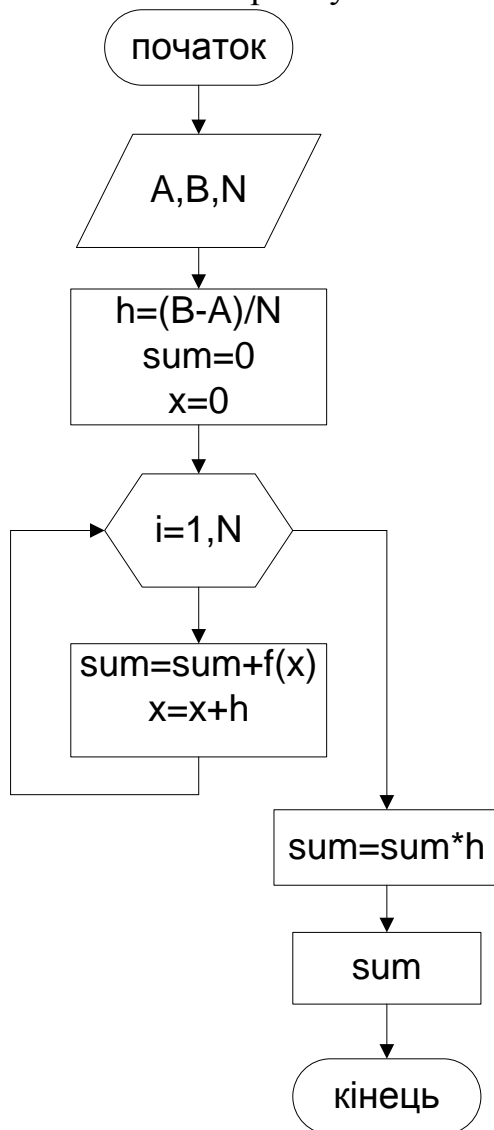 початок
A,B,N
h=(B-A)/N
sum=0
x=0
i=1,N
sum=sum+f(x)
x=x+h
sum=sum*h
sum
кінець